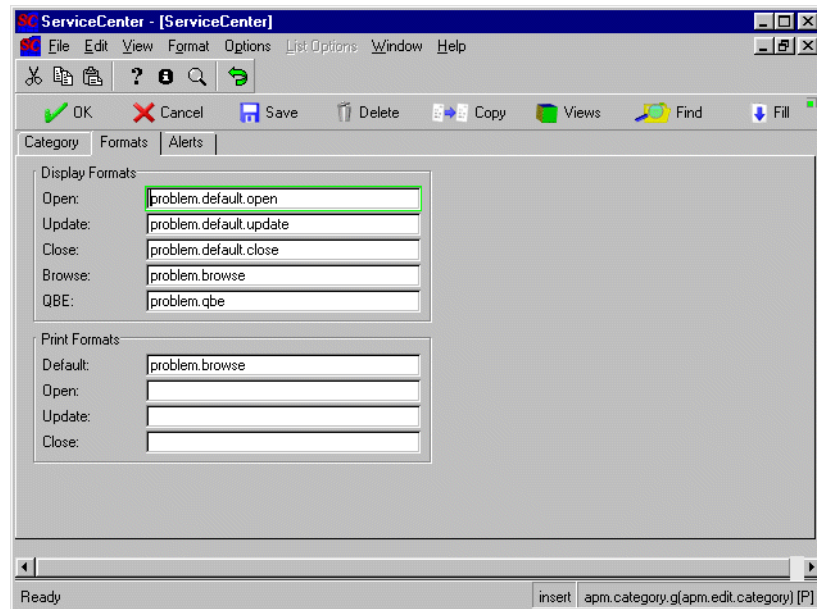 SC ServiceCenter - [ServiceCenter]
SC File Edit View Format Options List Options Window Help
?
OK Cancel Save Delete Copy Views Find Fill
Category Formats Alerts
Display Formats
Open: problem.default.open
Update: problem.default.update
Close: problem.default.close
Browse: problem.browse
QBE: problem.qbe
Print Formats
Default: problem.browse
Open:
Update:
Close:
Ready insert apm.category.g(apm.edit.category) [P]